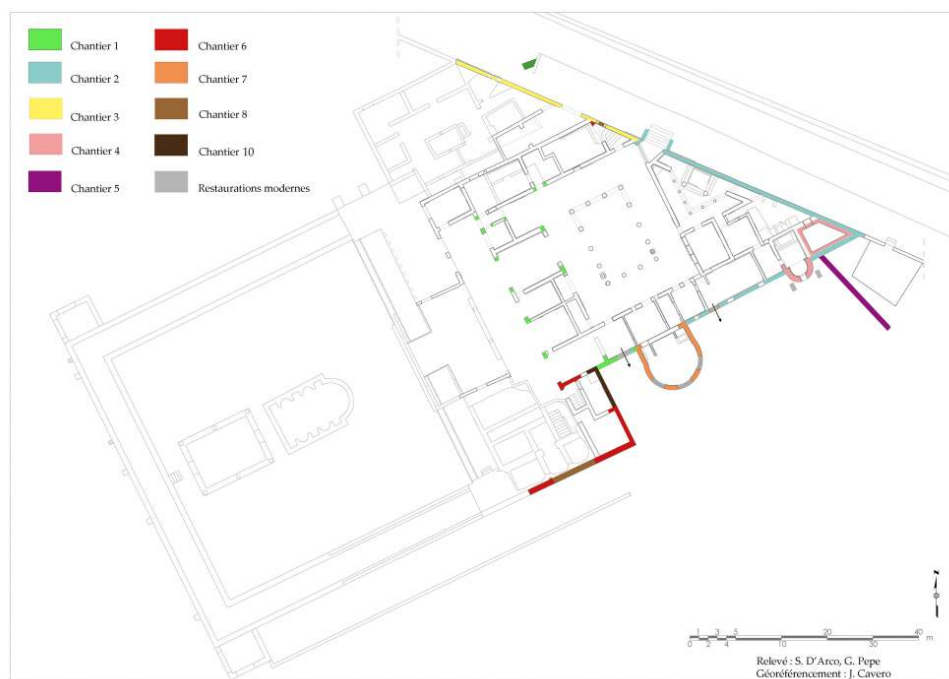 Chantier 1
Chantier 2
Chantier 3
Chantier 4
Chantier 5
Chantier 6
Chantier 7
Chantier 8
Chantier 10
Restaurations modernes
N
1 3 5 20 40
0 2 4 10 30 m
Relevé : S. D'Arco, G. Pepe
Géoréférencement : J. Cavero